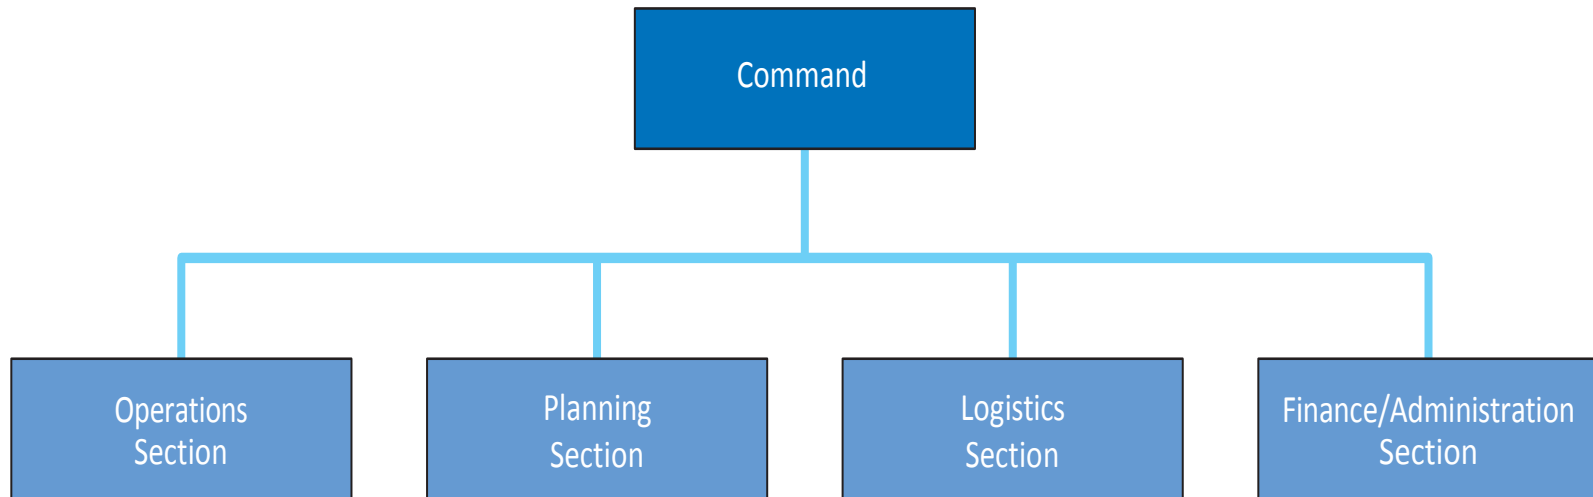 Command
Operations
Section
Planning
Section
Logistics
Section
Finance/Administration
Section